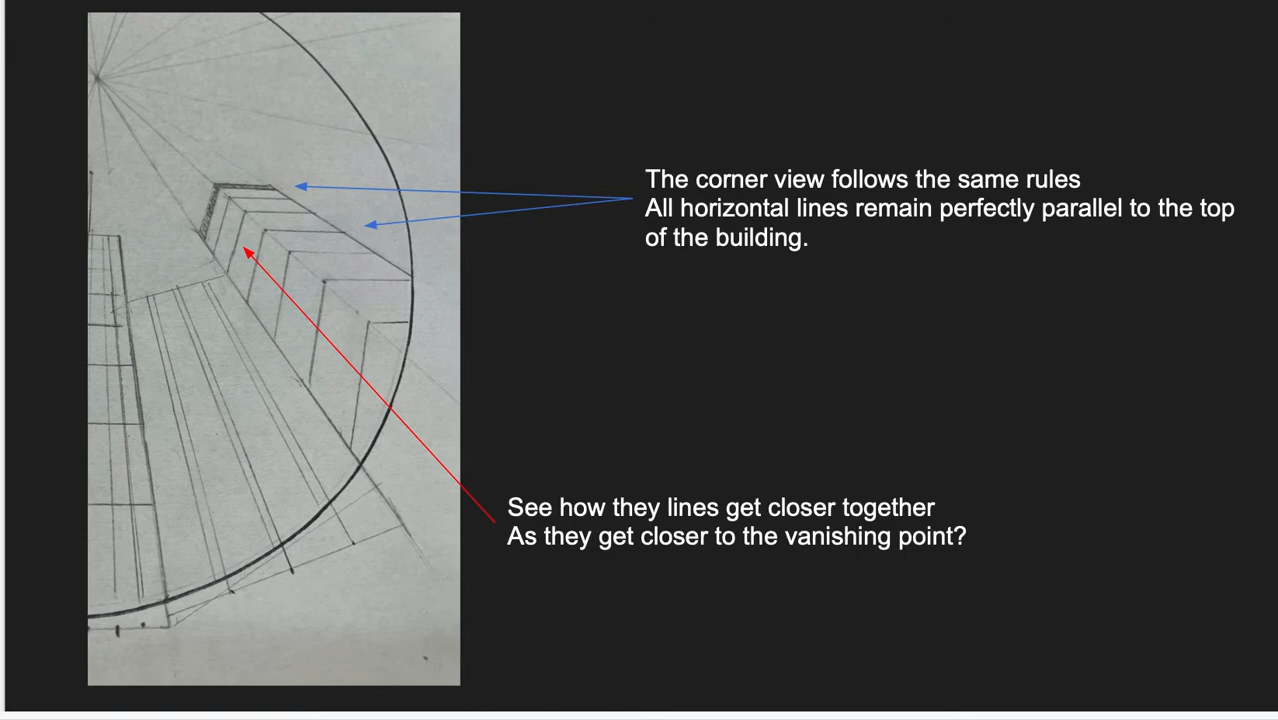 The corner view follows the same rules
All horizontal lines remain perfectly parallel to the top
of the building.
See how they lines get closer together
As they get closer to the vanishing point?